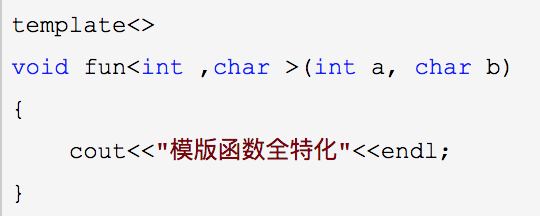 template<>
void fun<int ,char >(int a, char b)
{
    cout<<"模版函数全特化"<<endl;
}